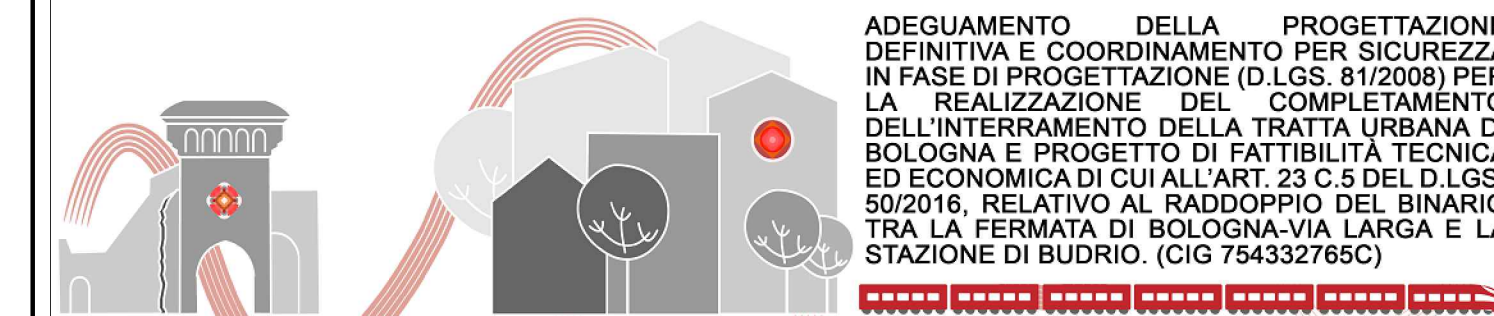 ADEGUAMENTO DELLA PROGETTAZIONE
DEFINITIVA E COORDINAMENTO PER SICUREZZA
IN FASE DI PROGETTAZIONE (D.LGS. 81/2008) PER
LA REALIZZAZIONE DEL COMPLETAMENTO
DELL'INTERRAMENTO DELLA TRATTA URBANA DI
BOLOGNA E PROGETTO DI FATTIBILITÀ TECNICA
ED ECONOMICA DI CUI ALL'ART. 23 C.5 DEL D.LGS.
50/2016, RELATIVO AL RADDOPPIO DEL BINARIO
TRA LA FERMATA DI BOLOGNA-VIA LARGA E LA
STAZIONE DI BUDRIO. (CIG 754332765C)